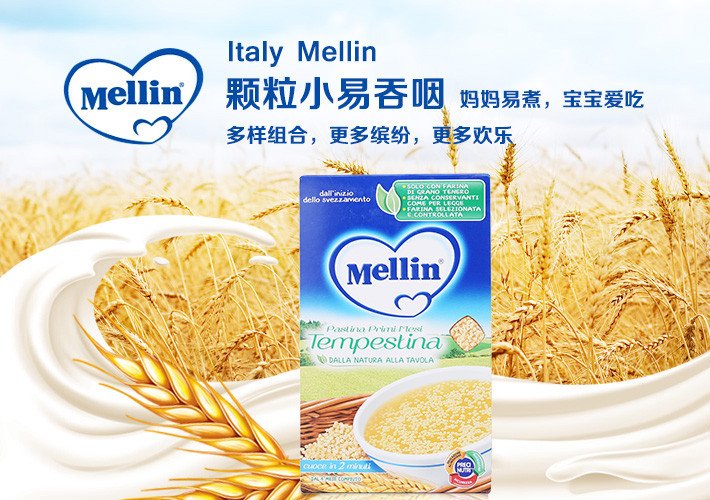 Italy Mellin
Mellin®
颗粒小易吞咽 妈妈易煮，宝宝爱吃
多样组合，更多缤纷，更多欢乐
dall'inizio
dello svezzamento
• SOLO CON FARINA
DI GRANO TENERO
• SENZA CONSERVANTI
COME PER LEGGE
• FARINA SELEZIONATA
E CONTROLLATA
Mellin®
Pastina Primi Mesi
Tempestina
DALLA NATURA ALLA TAVOLA
cuoce in 2 minuti
PRECI
NUTRI